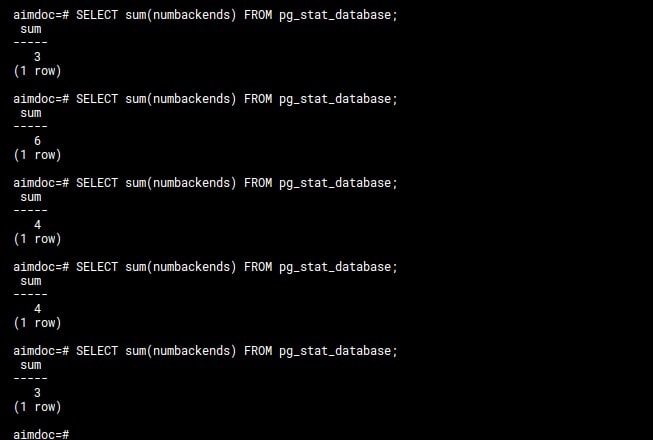 aimdoc=# SELECT sum(numbackends) FROM pg_stat_database;
 sum
-----
   3
(1 row)

aimdoc=# SELECT sum(numbackends) FROM pg_stat_database;
 sum
-----
   6
(1 row)

aimdoc=# SELECT sum(numbackends) FROM pg_stat_database;
 sum
-----
   4
(1 row)

aimdoc=# SELECT sum(numbackends) FROM pg_stat_database;
 sum
-----
   4
(1 row)

aimdoc=# SELECT sum(numbackends) FROM pg_stat_database;
 sum
-----
   3
(1 row)

aimdoc=#